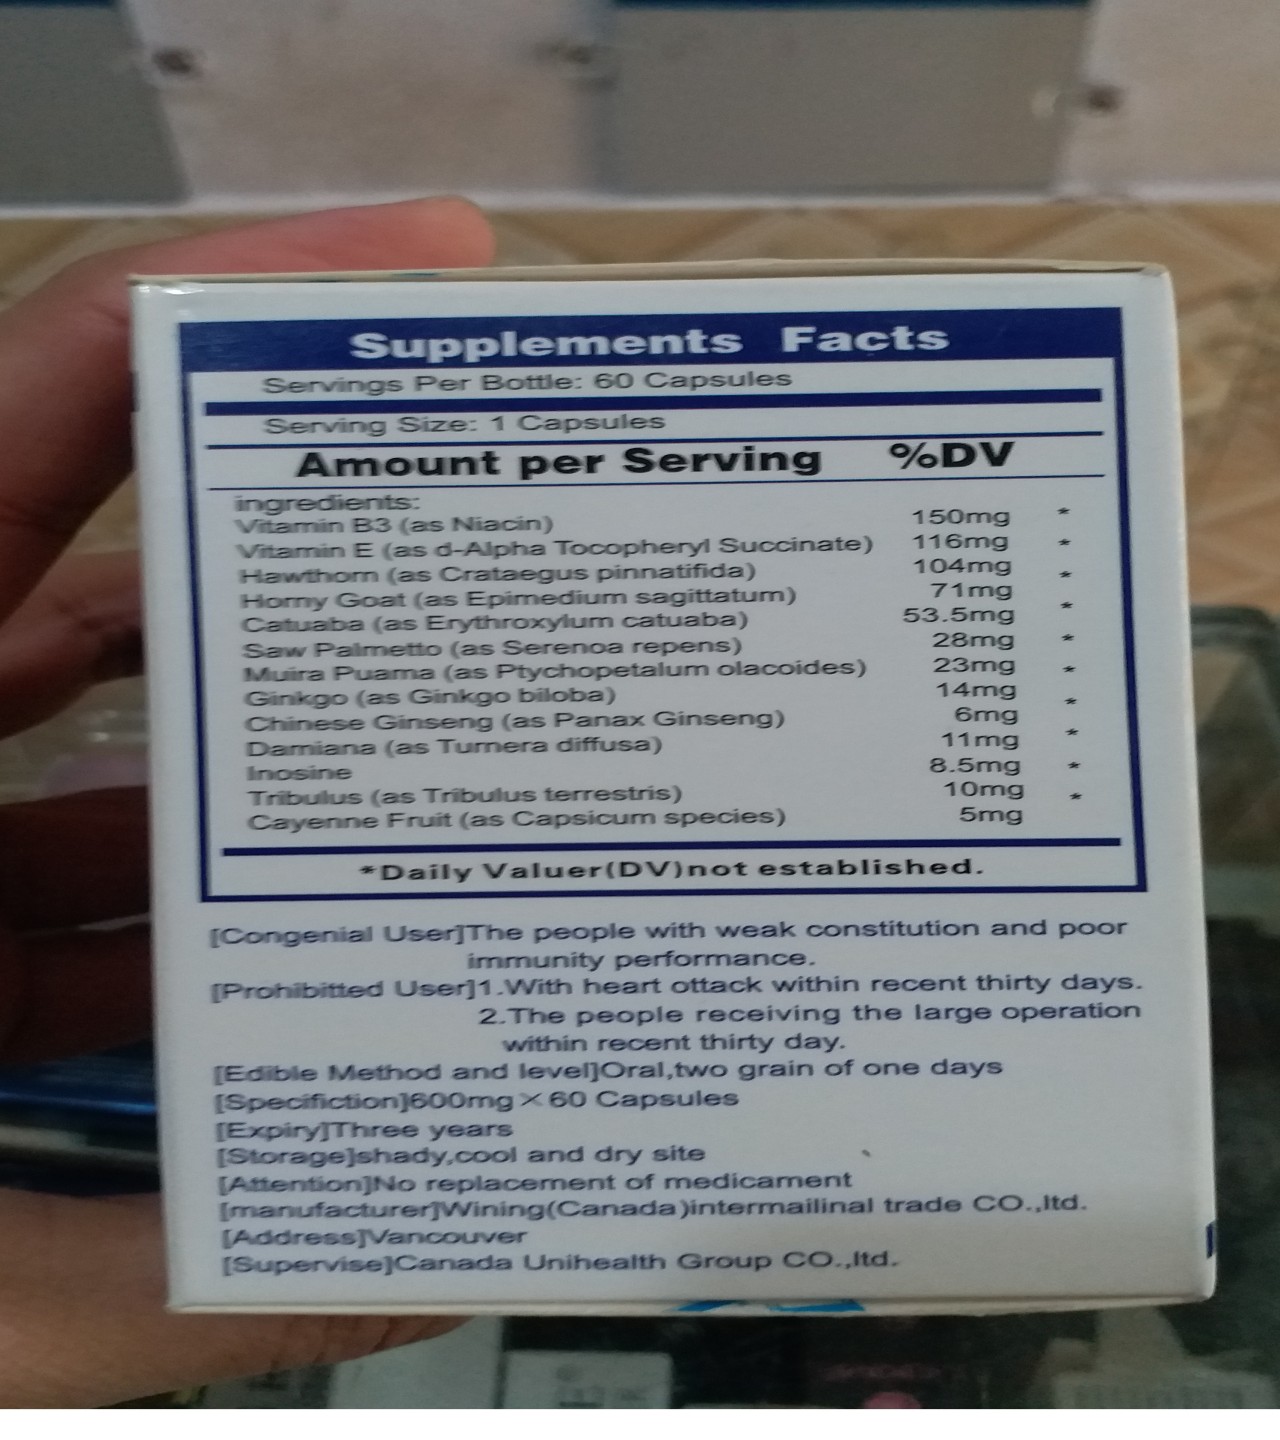 Supplements Facts
Servings Per Bottle: 60 Capsules
Serving Size: 1 Capsules
Amount per Serving %DV
ingredients:
Vitamin B3 (as Niacin) 150mg *
Vitamin E (as d-Alpha Tocopheryl Succinate) 116mg *
Hawthorn (as Crataegus pinnatifida) 104mg *
Horny Goat (as Epimedium sagittatum) 71mg *
Catuaba (as Erythroxylum catuaba) 53.5mg *
Saw Palmetto (as Serenoa repens) 28mg *
Muira Puama (as Ptychopetalum olacoides) 23mg *
Ginkgo (as Ginkgo biloba) 14mg *
Chinese Ginseng (as Panax Ginseng) 6mg *
Damiana (as Turnera diffusa) 11mg *
Inosine 8.5mg
Tribulus (as Tribulus terrestris) 10mg
Cayenne Fruit (as Capsicum species) 5mg
*Daily Valuer(DV)not established.
[Congenial User]The people with weak constitution and poor
immunity performance.
[Prohibitted User]1.With heart ottack within recent thirty days.
2.The people receiving the large operation
within recent thirty day.
[Edible Method and level]Oral,two grain of one days
[Specifiction]600mg×60 Capsules
[Expiry]Three years
[Storage]shady,cool and dry site
[Attention]No replacement of medicament
[manufacturer]Wining(Canada)intermailinal trade CO.,ltd.
[Address]Vancouver
[Supervise]Canada Unihealth Group CO.,ltd.